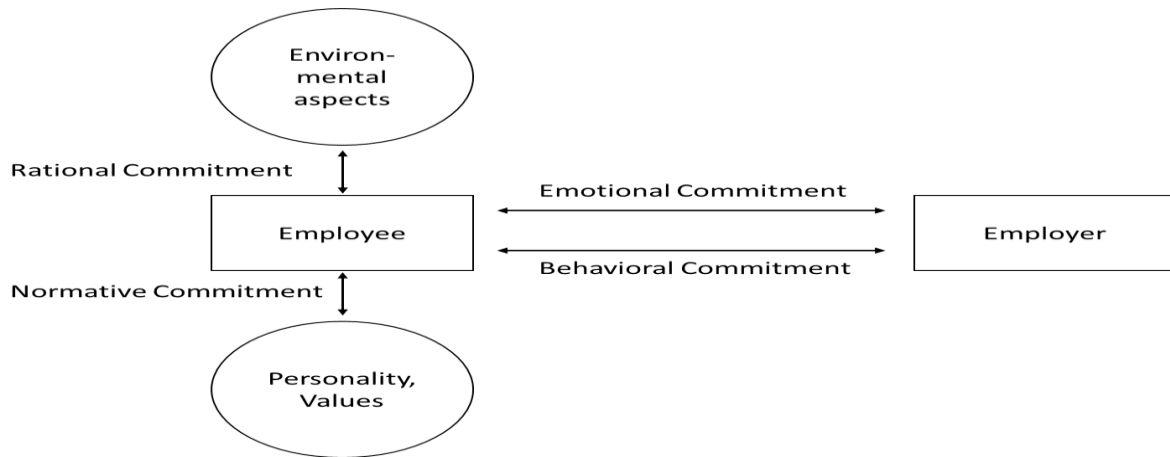 Environ-
mental
aspects
Rational Commitment
Emotional Commitment
Employee
Employer
Behavioral Commitment
Normative Commitment
Personality,
Values